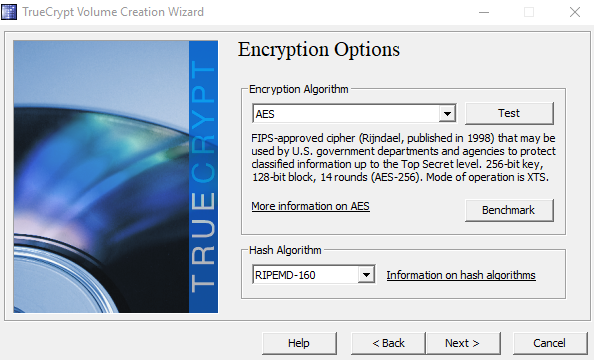 TrueCrypt Volume Creation Wizard
TRUECRYPT
Encryption Options
Encryption Algorithm
AES
Test
FIPS-approved cipher (Rijndael, published in 1998) that may be
used by U.S. government departments and agencies to protect
classified information up to the Top Secret level. 256-bit key,
128-bit block, 14 rounds (AES-256). Mode of operation is XTS.
More information on AES
Benchmark
Hash Algorithm
RIPEMD-160
Information on hash algorithms
Help
< Back
Next >
Cancel